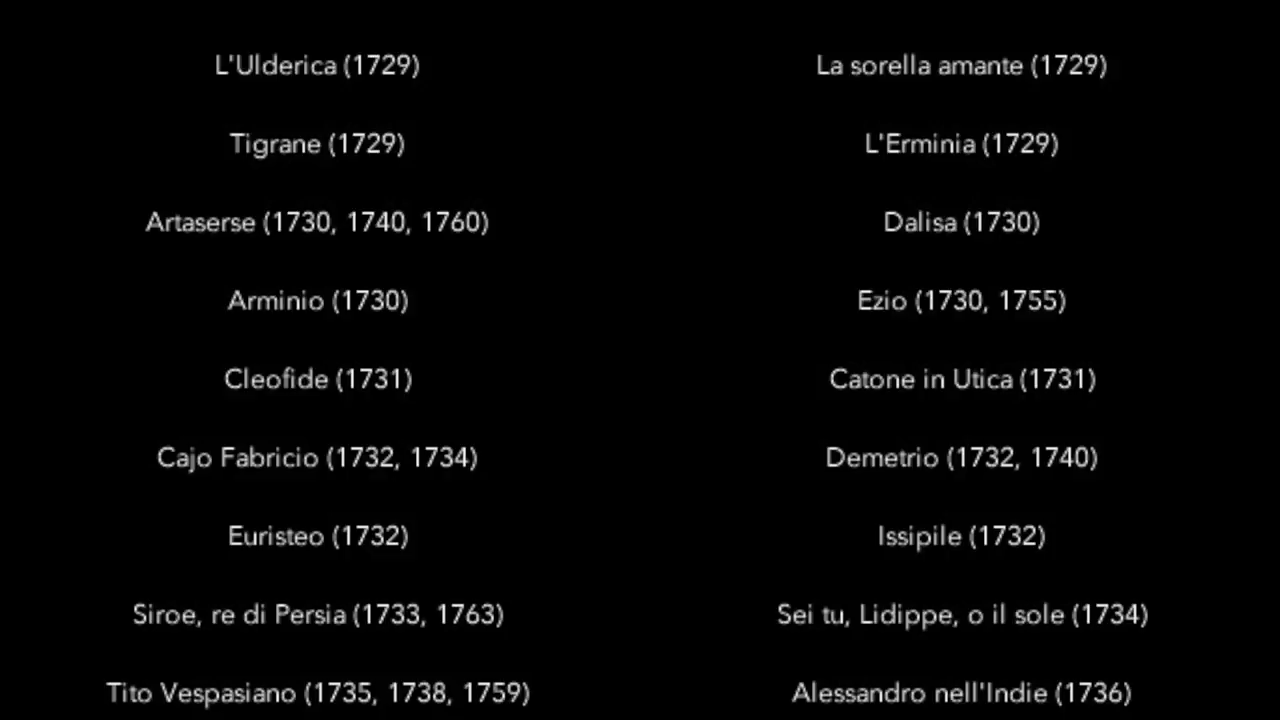 L'Ulderica (1729)
La sorella amante (1729)
Tigrane (1729)
L'Erminia (1729)
Artaserse (1730, 1740, 1760)
Dalisa (1730)
Arminio (1730)
Ezio (1730, 1755)
Cleofide (1731)
Catone in Utica (1731)
Cajo Fabricio (1732, 1734)
Demetrio (1732, 1740)
Euristeo (1732)
Issipile (1732)
Siroe, re di Persia (1733, 1763)
Sei tu, Lidippe, o il sole (1734)
Tito Vespasiano (1735, 1738, 1759)
Alessandro nell'Indie (1736)